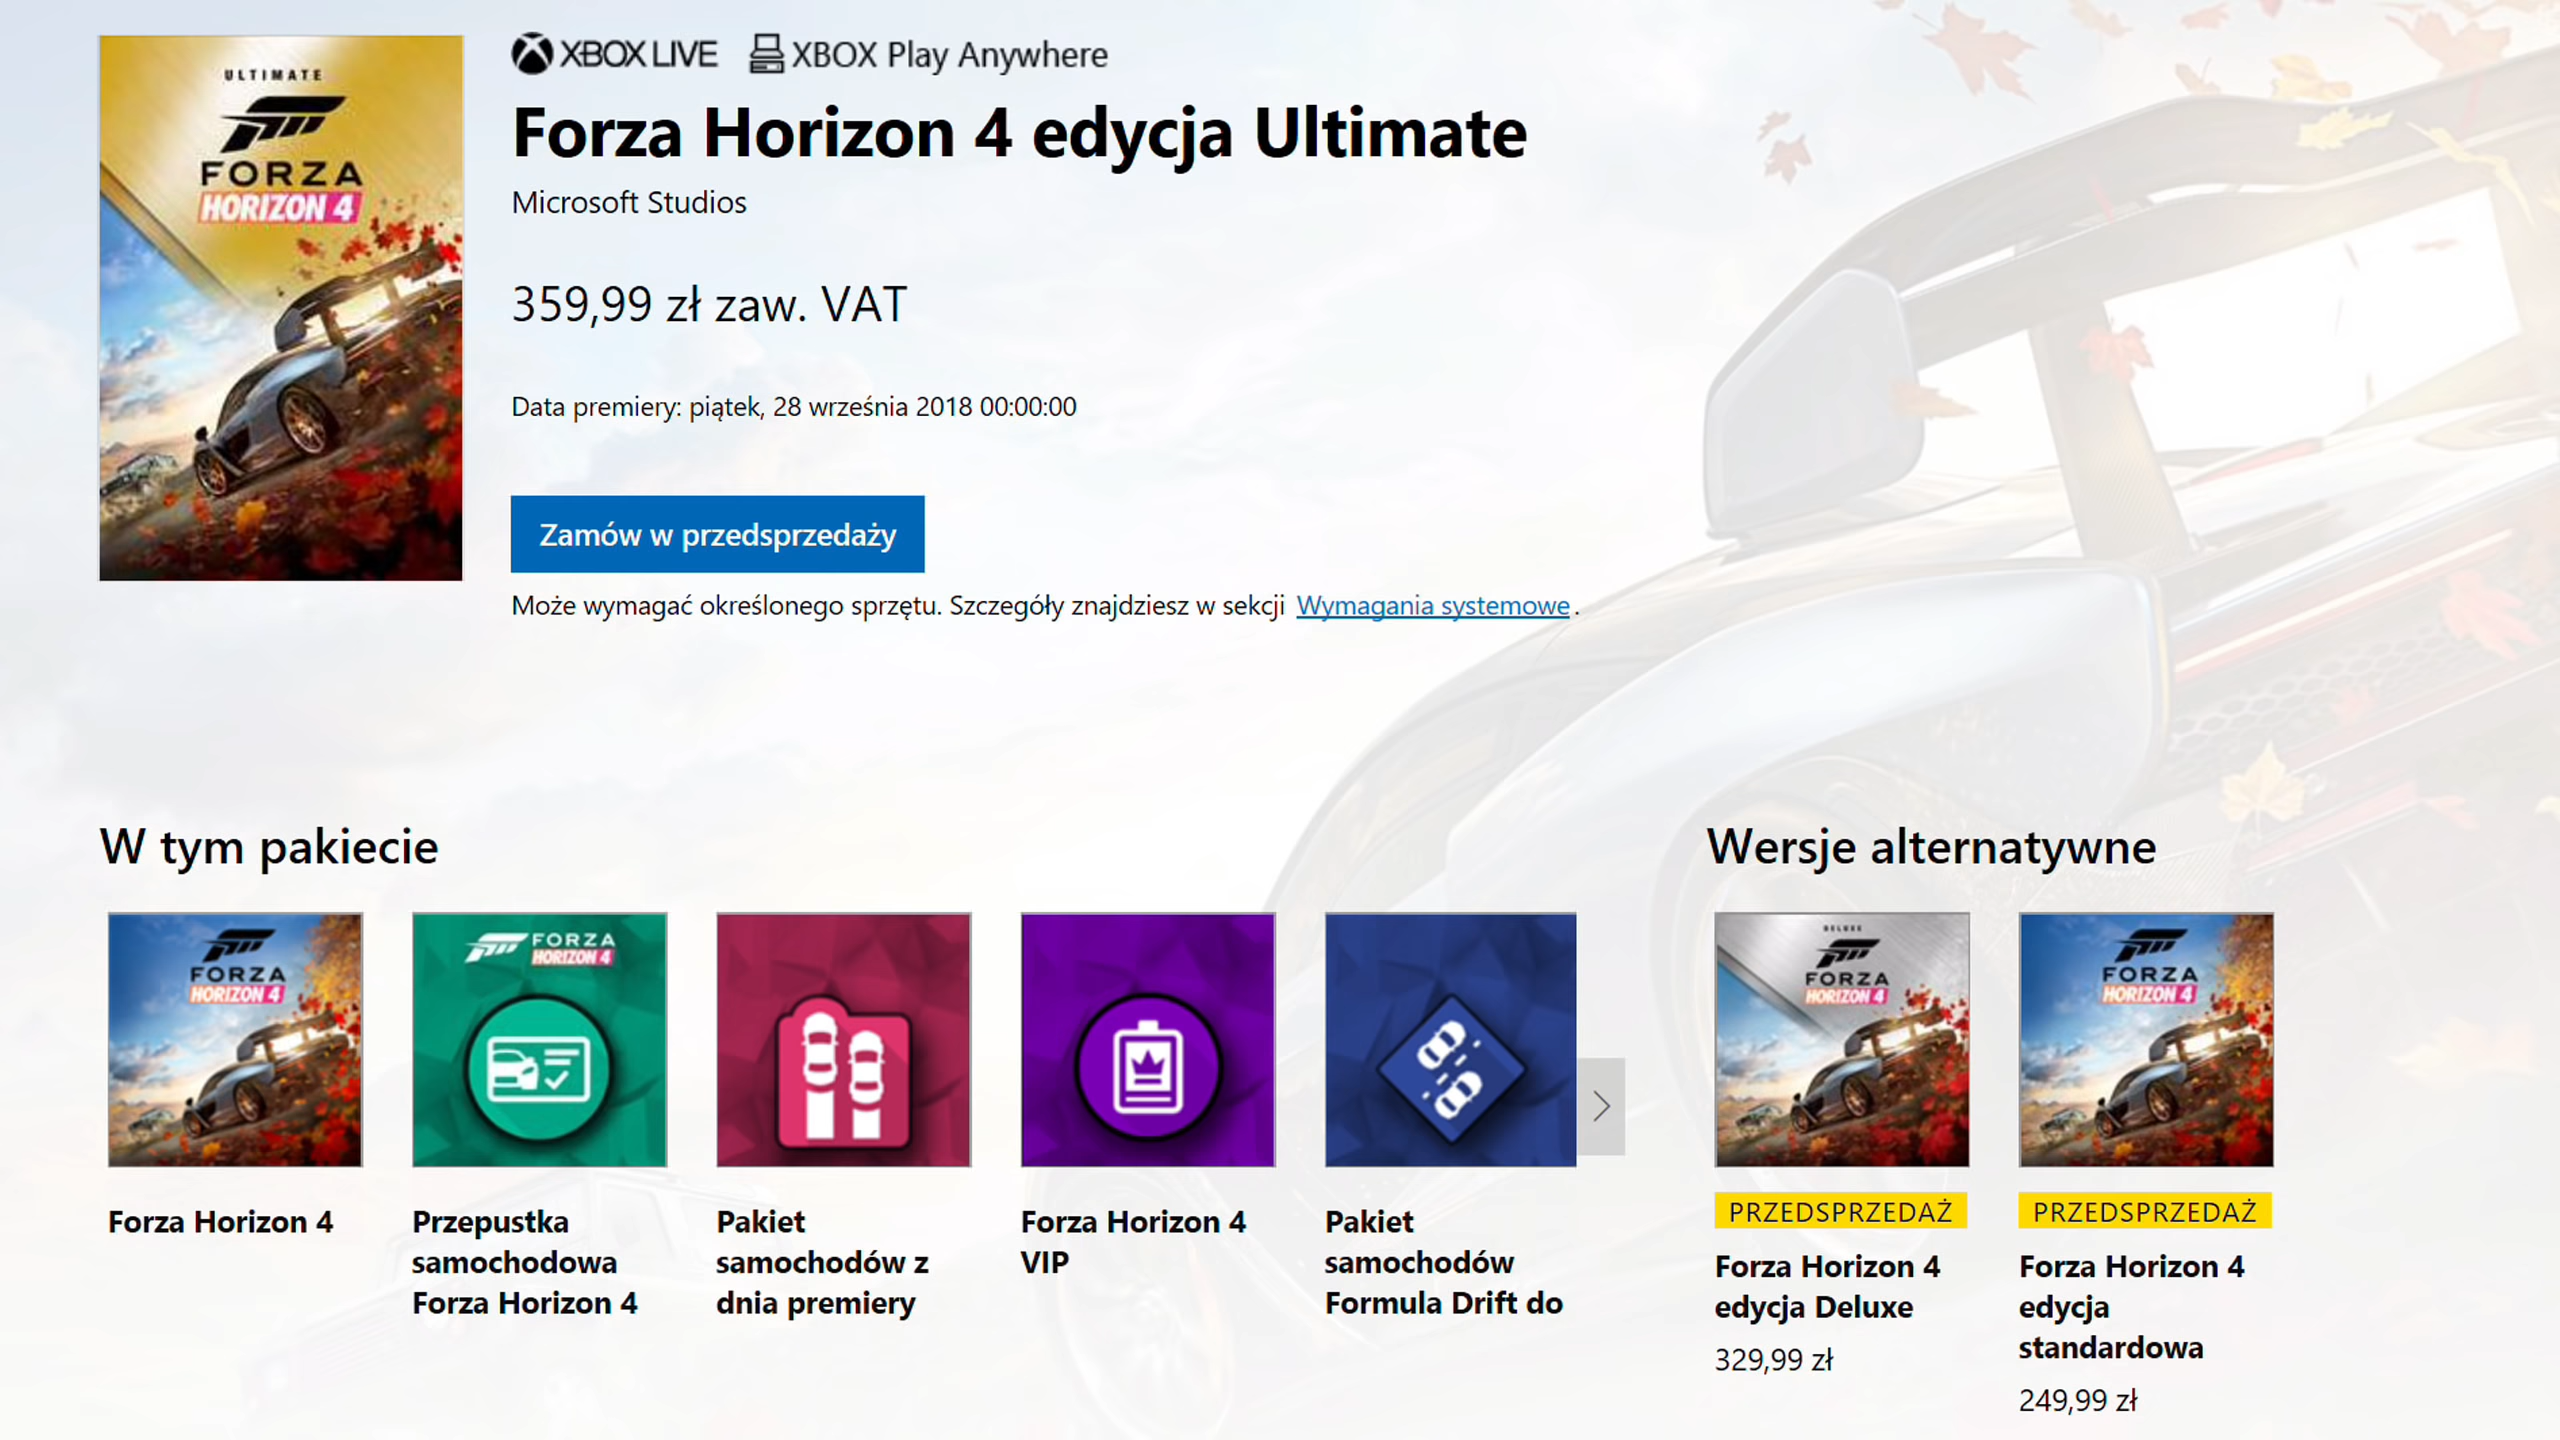 ULTIMATE
FORZA
HORIZON 4
XBOX LIVE XBOX Play Anywhere
Forza Horizon 4 edycja Ultimate
Microsoft Studios
359,99 zł zaw. VAT
Data premiery: piątek, 28 września 2018 00:00:00
Zamów w przedsprzedaży
Może wymagać określonego sprzętu. Szczegóły znajdziesz w sekcji Wymagania systemowe.
W tym pakiecie
FORZA
HORIZON 4
Forza Horizon 4
FORZA
HORIZON 4
Przepustka
samochodowa
Forza Horizon 4
Pakiet
samochodów z
dnia premiery
Forza Horizon 4
VIP
Pakiet
samochodów
Formula Drift do
Wersje alternatywne
DELUXE
FORZA
HORIZON 4
PRZEDSPRZEDAŻ
Forza Horizon 4
edycja Deluxe
329,99 zł
FORZA
HORIZON 4
PRZEDSPRZEDAŻ
Forza Horizon 4
edycja
standardowa
249,99 zł